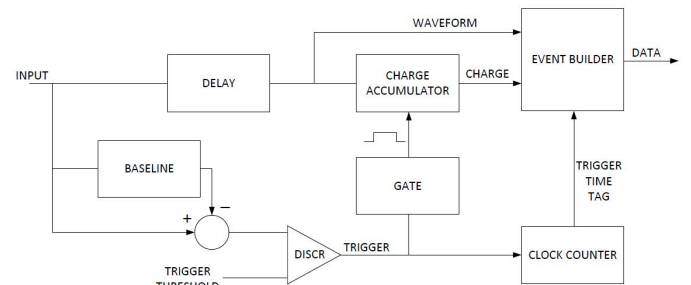 WAVEFORM
INPUT
DELAY
CHARGE
ACCUMULATOR
CHARGE
EVENT BUILDER
DATA
BASELINE
GATE
TRIGGER
TIME
TAG
+
−
DISCR
TRIGGER
CLOCK COUNTER
TRIGGER
THRESHOLD